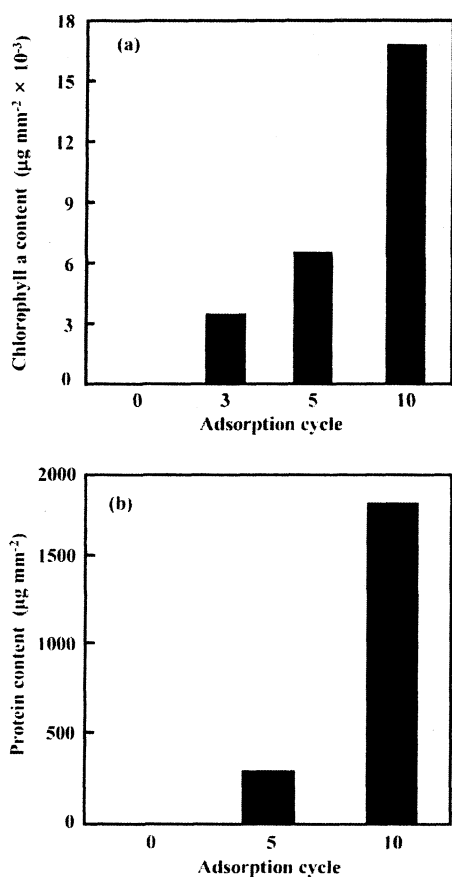 (a)
Chlorophyll a content (µg mm⁻² × 10⁻³)
18
15
12
9
6
3
0
0 3 5 10
Adsorption cycle
(b)
Protein content (µg mm⁻²)
2000
1500
1000
500
0
0 5 10
Adsorption cycle